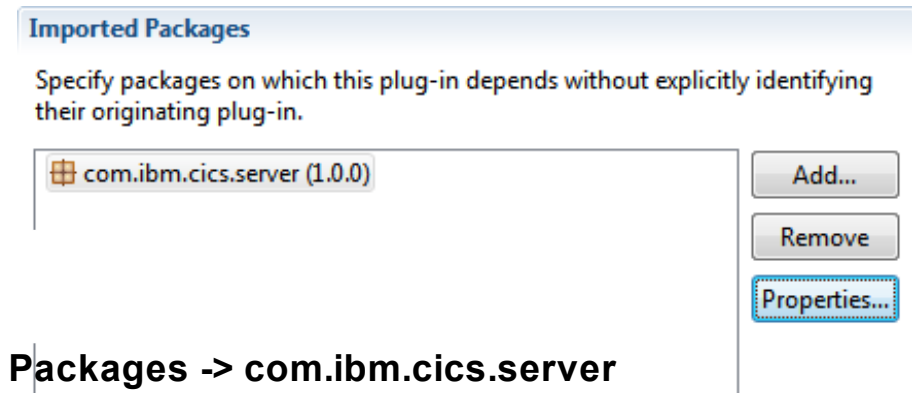 Imported Packages
Specify packages on which this plug-in depends without explicitly identifying
their originating plug-in.
com.ibm.cics.server (1.0.0)
Add...
Remove
Properties...
Packages -> com.ibm.cics.server